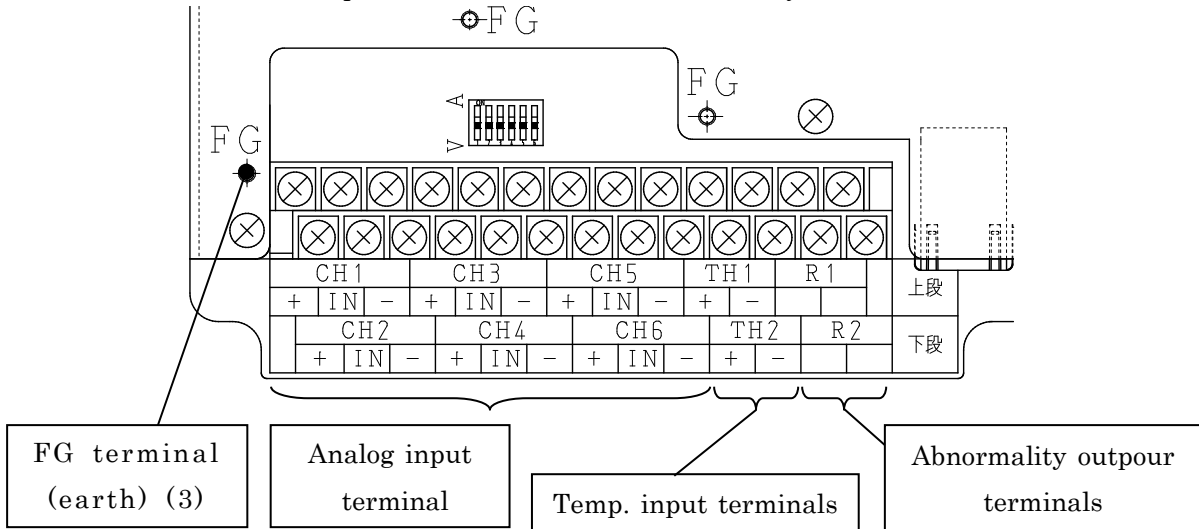 FG
A
ON
FG
V
FG
CH1 CH3 CH5 TH1 R1
上段
+ IN - + IN - + IN - + -
CH2 CH4 CH6 TH2 R2
下段
+ IN - + IN - + IN - + -
FG terminal
(earth) (3)
Analog input
terminal
Temp. input terminals
Abnormality outpour
terminals